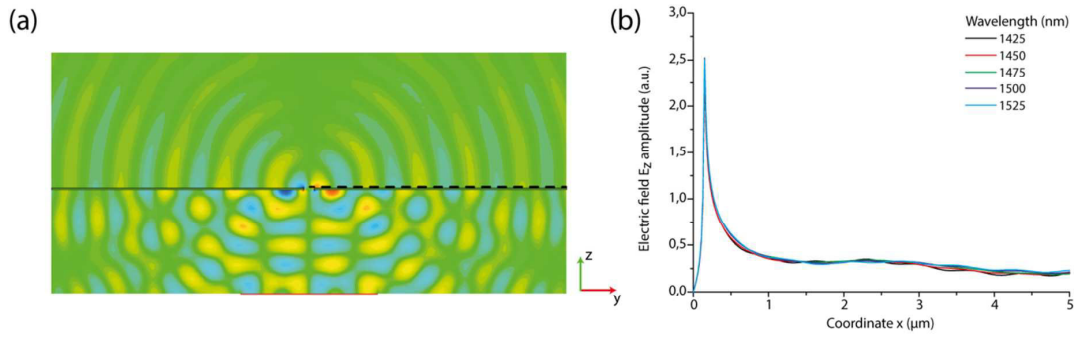 (a)
z
y
(b)
Electric field Ez amplitude (a.u.)
3,0
2,5
2,0
1,5
1,0
0,5
0,0
0
1
2
3
4
5
Coordinate x (μm)
Wavelength (nm)
1425
1450
1475
1500
1525